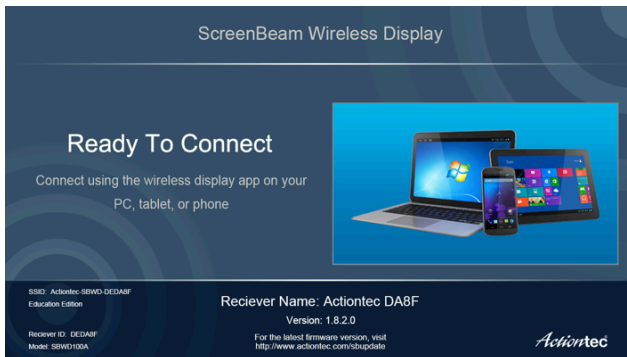 ScreenBeam Wireless Display
Ready To Connect
Connect using the wireless display app on your
PC, tablet, or phone
SSID: Actiontec-SBWD-DEDA8F
Education Edition
Reciever ID: DEDA8F
Model: SBWD100A
Reciever Name: Actiontec DA8F
Version: 1.8.2.0
For the latest firmware version, visit
http://www.actiontec.com/sbupdate
Actiontec